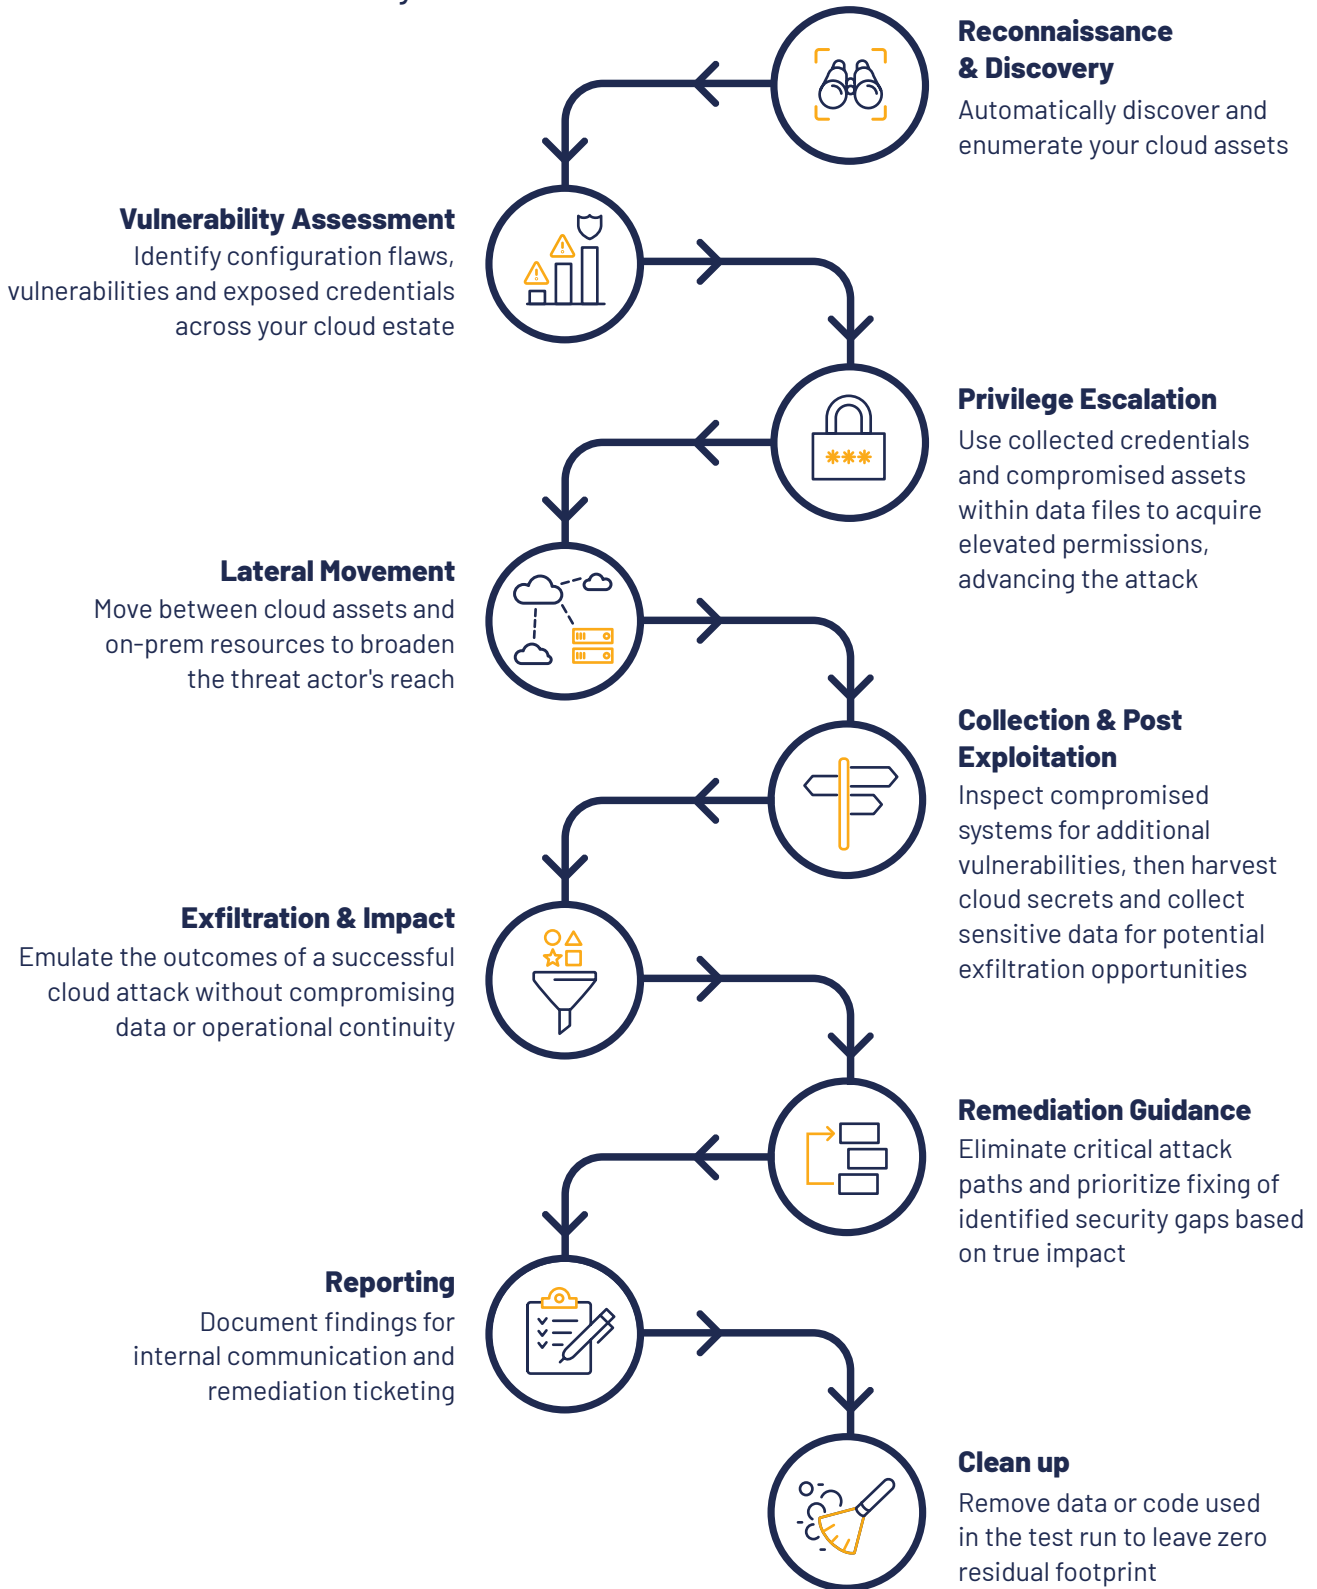 Reconnaissance
& Discovery
Automatically discover and
enumerate your cloud assets
Vulnerability Assessment
Identify configuration flaws,
vulnerabilities and exposed credentials
across your cloud estate
Privilege Escalation
Use collected credentials
and compromised assets
within data files to acquire
elevated permissions,
advancing the attack
***
Lateral Movement
Move between cloud assets and
on-prem resources to broaden
the threat actor's reach
Collection & Post
Exploitation
Inspect compromised
systems for additional
vulnerabilities, then harvest
cloud secrets and collect
sensitive data for potential
exfiltration opportunities
Exfiltration & Impact
Emulate the outcomes of a successful
cloud attack without compromising
data or operational continuity
Remediation Guidance
Eliminate critical attack
paths and prioritize fixing of
identified security gaps based
on true impact
Reporting
Document findings for
internal communication and
remediation ticketing
Clean up
Remove data or code used
in the test run to leave zero
residual footprint